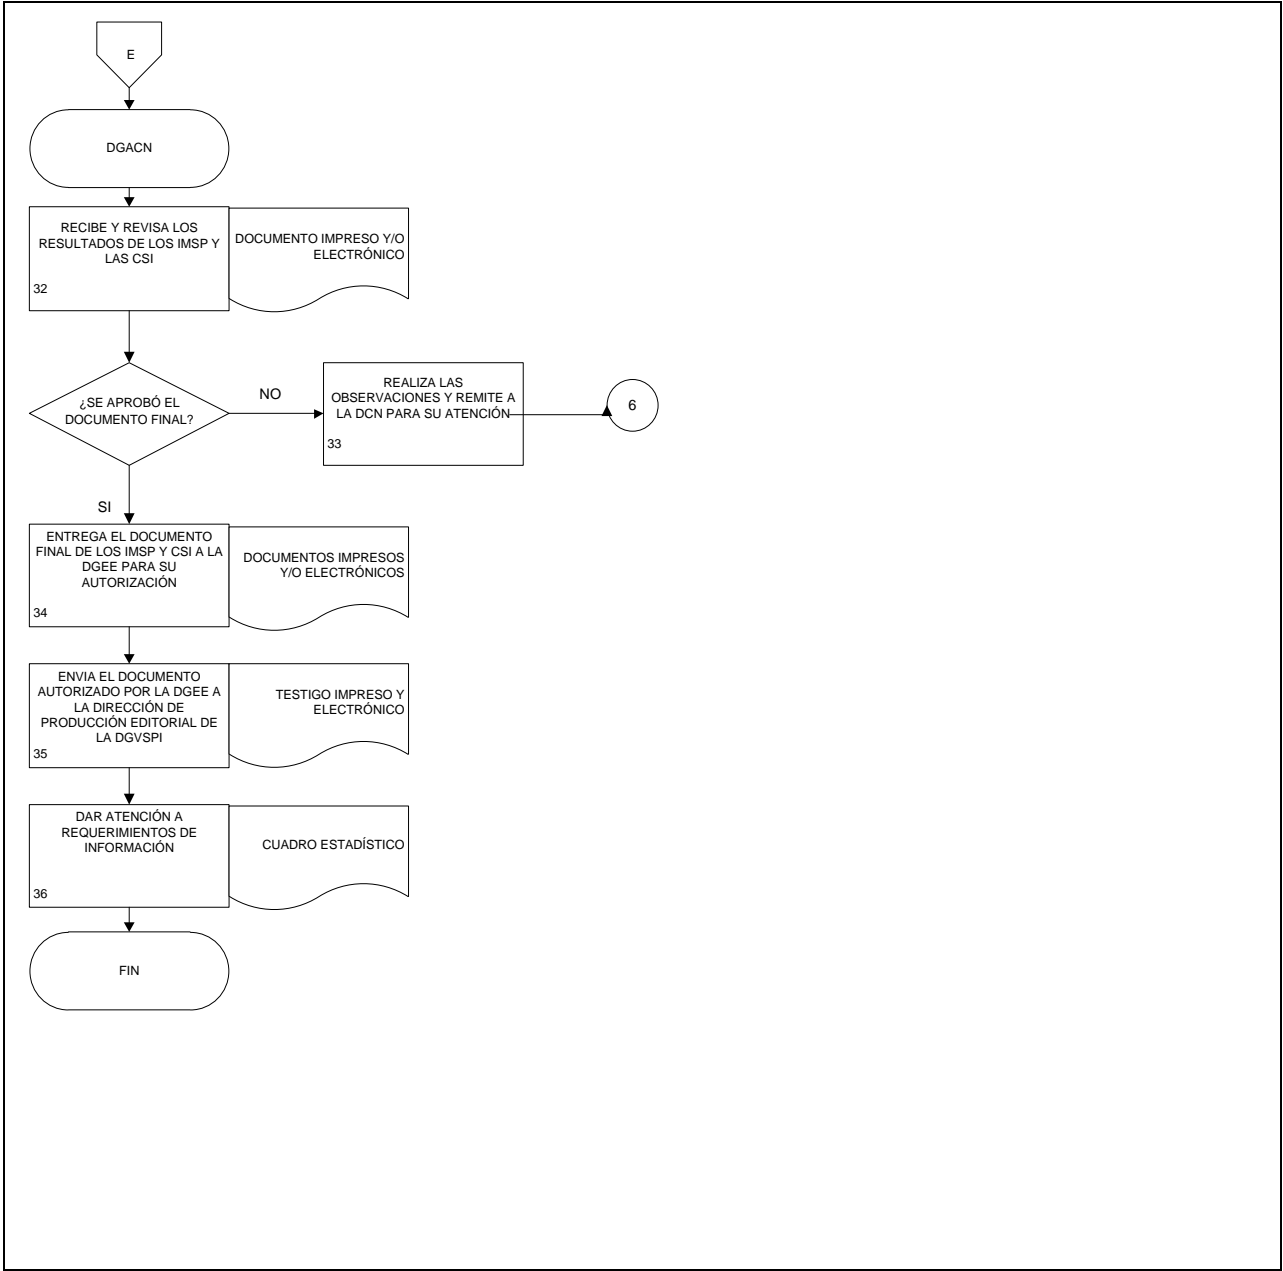 E
DGACN
RECIBE Y REVISA LOS
RESULTADOS DE LOS IMSP Y
LAS CSI
32
DOCUMENTO IMPRESO Y/O
ELECTRÓNICO
¿SE APROBÓ EL
DOCUMENTO FINAL?
NO
REALIZA LAS
OBSERVACIONES Y REMITE A
LA DCN PARA SU ATENCIÓN
33
6
SI
ENTREGA EL DOCUMENTO
FINAL DE LOS IMSP Y CSI A LA
DGEE PARA SU
AUTORIZACIÓN
34
DOCUMENTOS IMPRESOS
Y/O ELECTRÓNICOS
ENVIA EL DOCUMENTO
AUTORIZADO POR LA DGEE A
LA DIRECCIÓN DE
PRODUCCIÓN EDITORIAL DE
LA DGVSPI
35
TESTIGO IMPRESO Y
ELECTRÓNICO
DAR ATENCIÓN A
REQUERIMIENTOS DE
INFORMACIÓN
36
CUADRO ESTADÍSTICO
FIN